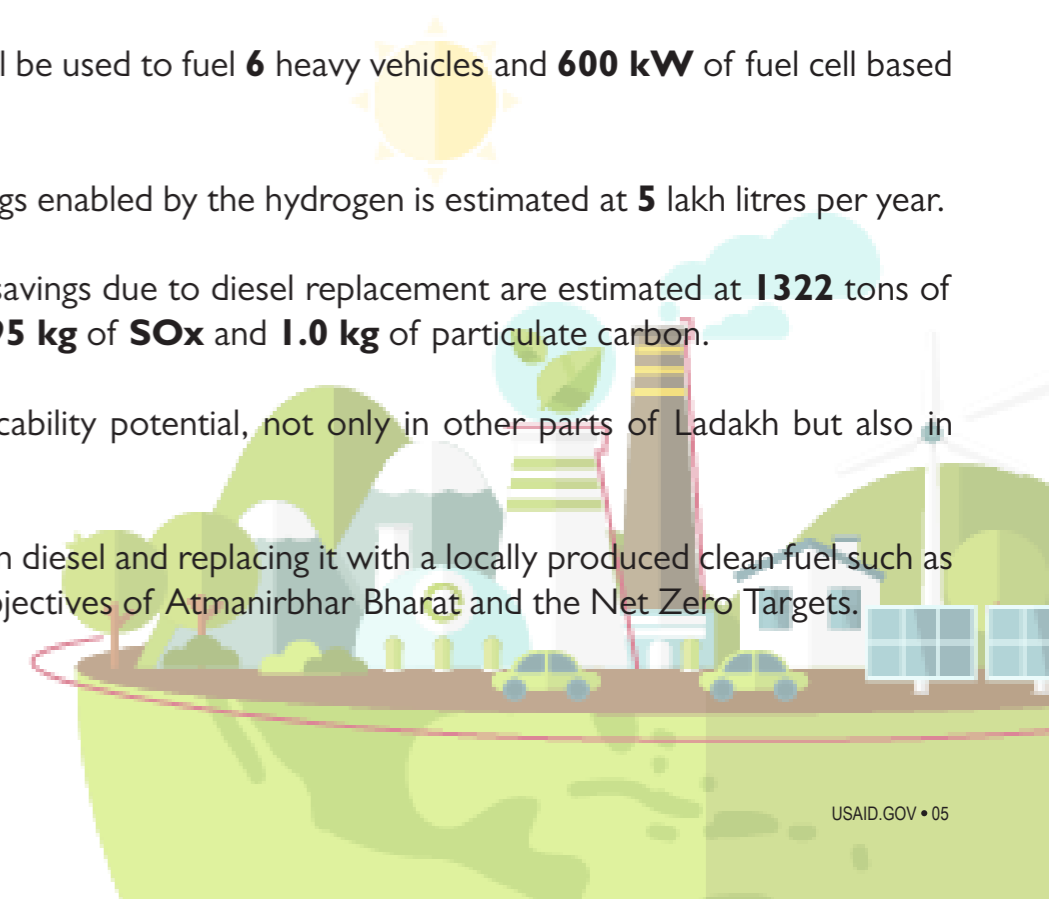 be used to fuel 6 heavy vehicles and 600 kW of fuel cell based
enabled by the hydrogen is estimated at 5 lakh litres per year.
savings due to diesel replacement are estimated at 1322 tons of
5 kg of SOx and 1.0 kg of particulate carbon.
potential, not only in other parts of Ladakh but also in
diesel and replacing it with a locally produced clean fuel such as
of Atmanirbhar Bharat and the Net Zero Targets.
USAID.GOV • 05